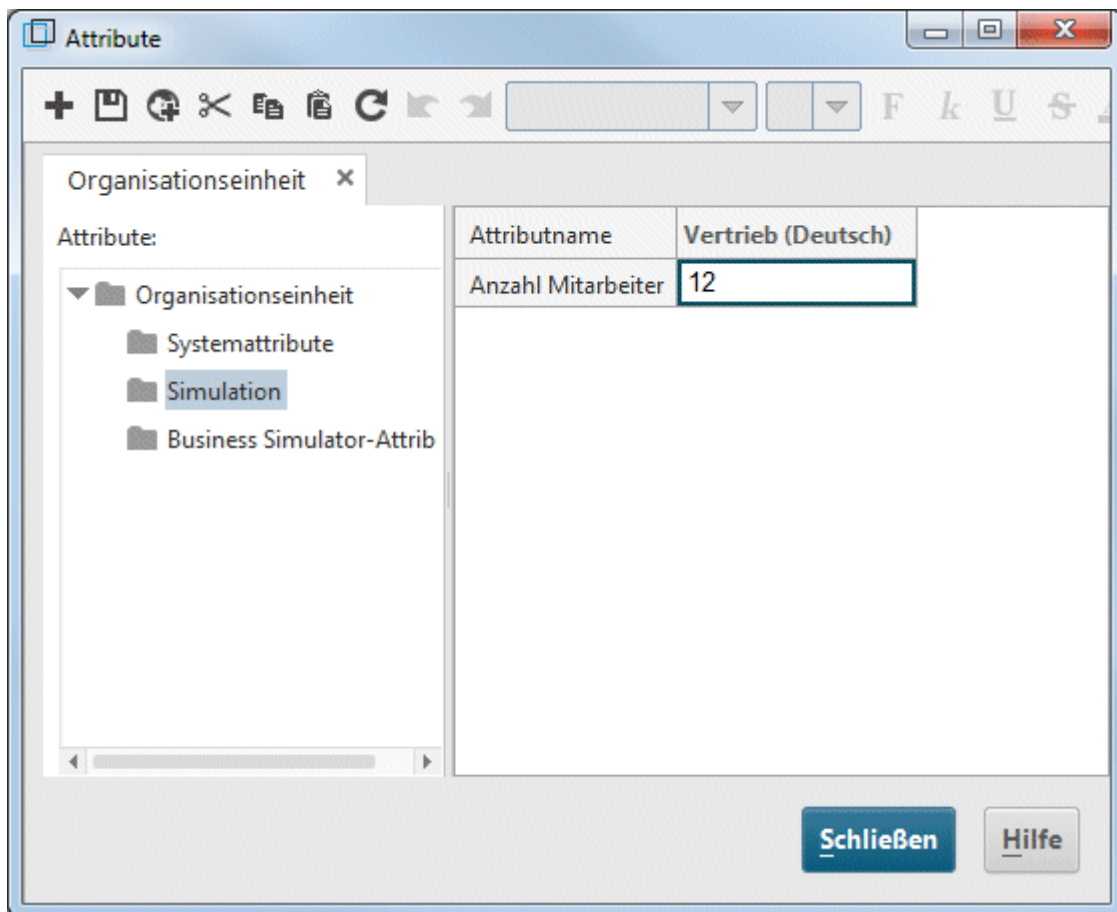 Attribute
F k U S
Organisationseinheit
Attribute:
Organisationseinheit
Systemattribute
Simulation
Business Simulator-Attrib
Attributname Vertrieb (Deutsch)
Anzahl Mitarbeiter 12
Schließen Hilfe